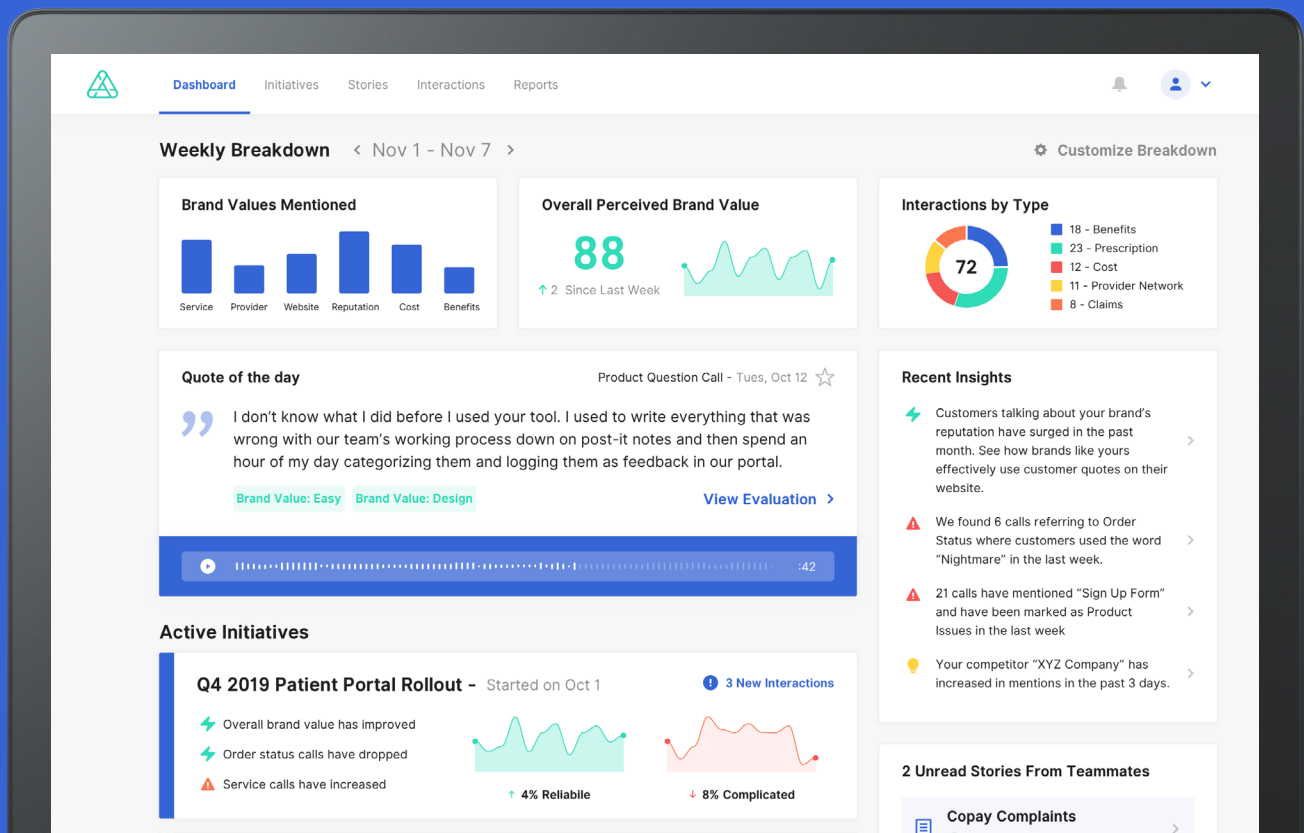 Dashboard Initiatives Stories Interactions Reports
Weekly Breakdown Nov 1 - Nov 7
Customize Breakdown
Brand Values Mentioned
Service Provider Website Reputation Cost Benefits
Overall Perceived Brand Value
88
2 Since Last Week
Interactions by Type
72
18 - Benefits
23 - Prescription
12 - Cost
11 - Provider Network
8 - Claims
Quote of the day
Product Question Call - Tues, Oct 12
I don’t know what I did before I used your tool. I used to write everything that was
wrong with our team’s working process down on post-it notes and then spend an
hour of my day categorizing them and logging them as feedback in our portal.
Brand Value: Easy Brand Value: Design
View Evaluation
:42
Recent Insights
Customers talking about your brand’s
reputation have surged in the past
month. See how brands like yours
effectively use customer quotes on their
website.
We found 6 calls referring to Order
Status where customers used the word
“Nightmare” in the last week.
21 calls have mentioned “Sign Up Form”
and have been marked as Product
Issues in the last week
Your competitor “XYZ Company” has
increased in mentions in the past 3 days.
Active Initiatives
Q4 2019 Patient Portal Rollout - Started on Oct 1
3 New Interactions
Overall brand value has improved
Order status calls have dropped
Service calls have increased
4% Reliabile
8% Complicated
2 Unread Stories From Teammates
Copay Complaints